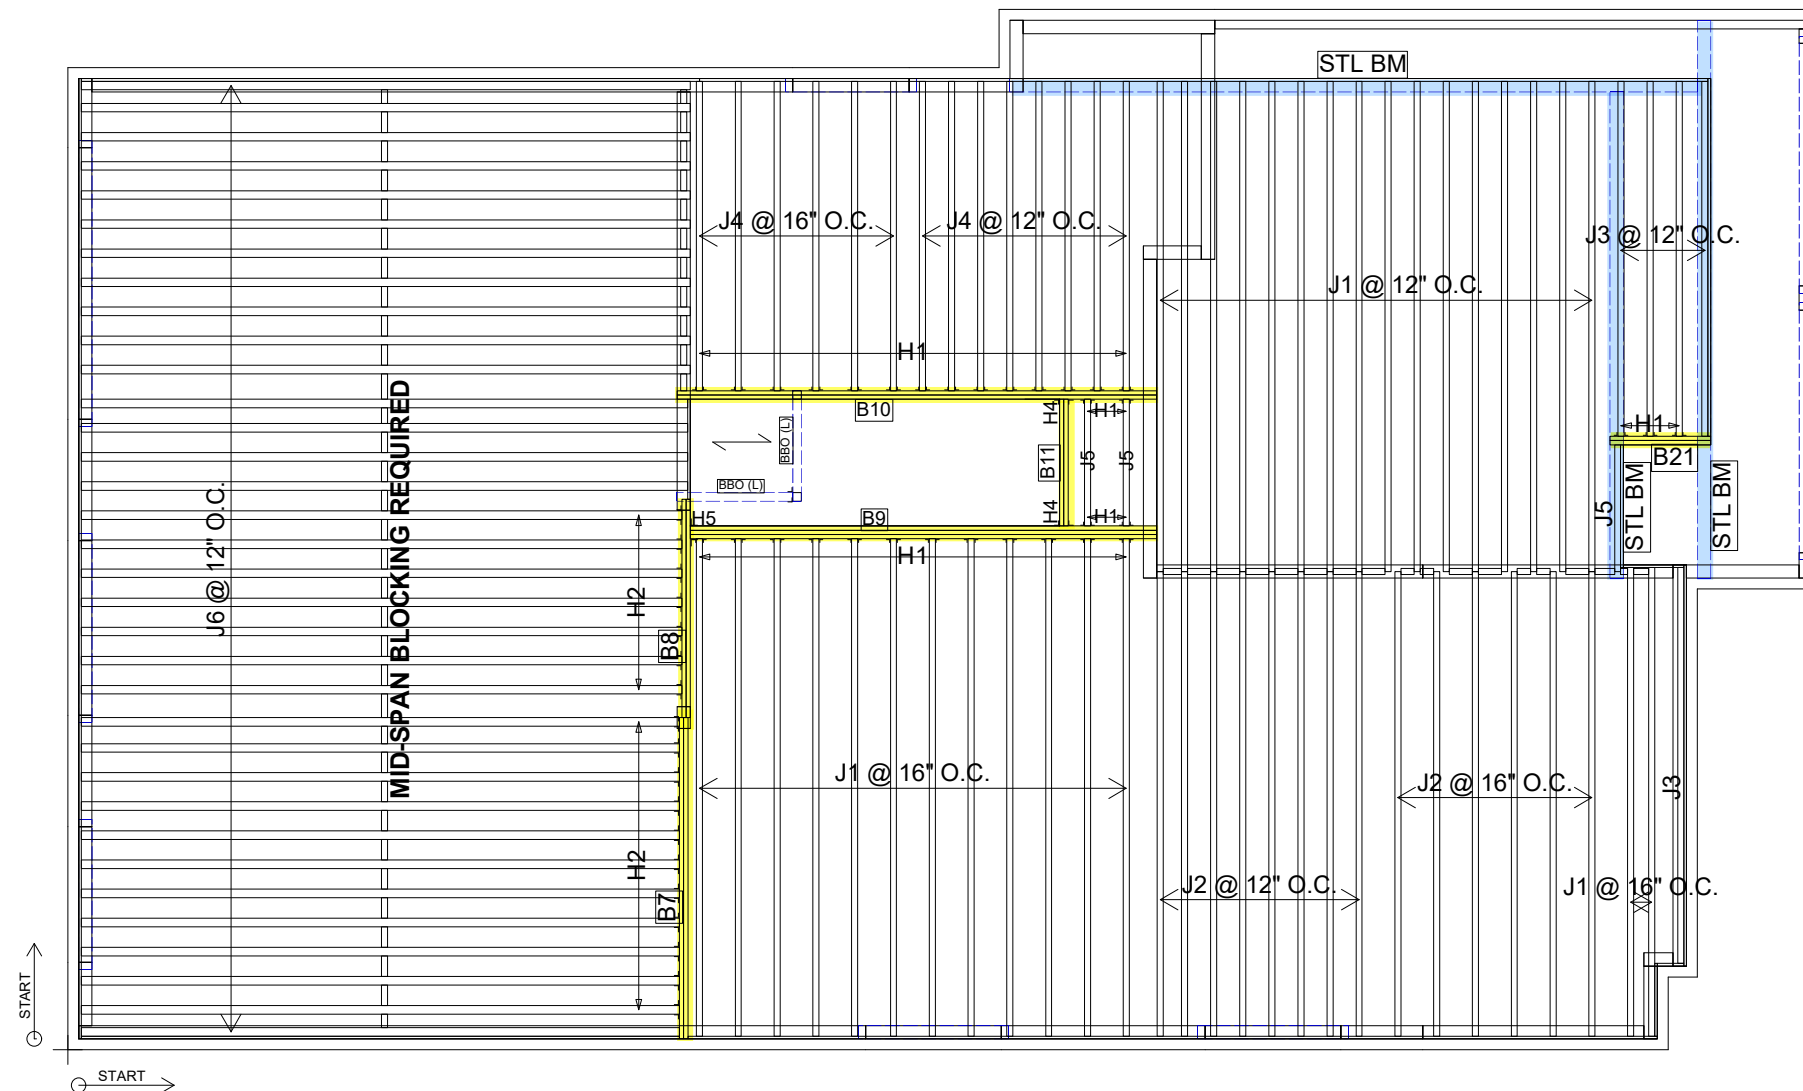 STL BM
J4 @ 16" O.C.
J4 @ 12" O.C.
J3 @ 12" O.C.
J1 @ 12" O.C.
H1
B10
BBO (L)
H4
H1
H1
B11
J5
J5
B21
STL BM
STL BM
BBO (L)
J5
H5
B9
H4
H1
H1
J6 @ 12" O.C.
MID-SPAN BLOCKING REQUIRED
H2
B8
J1 @ 16" O.C.
J2 @ 16" O.C.
J3
H2
B7
J2 @ 12" O.C.
J1 @ 16" O.C.
START
START